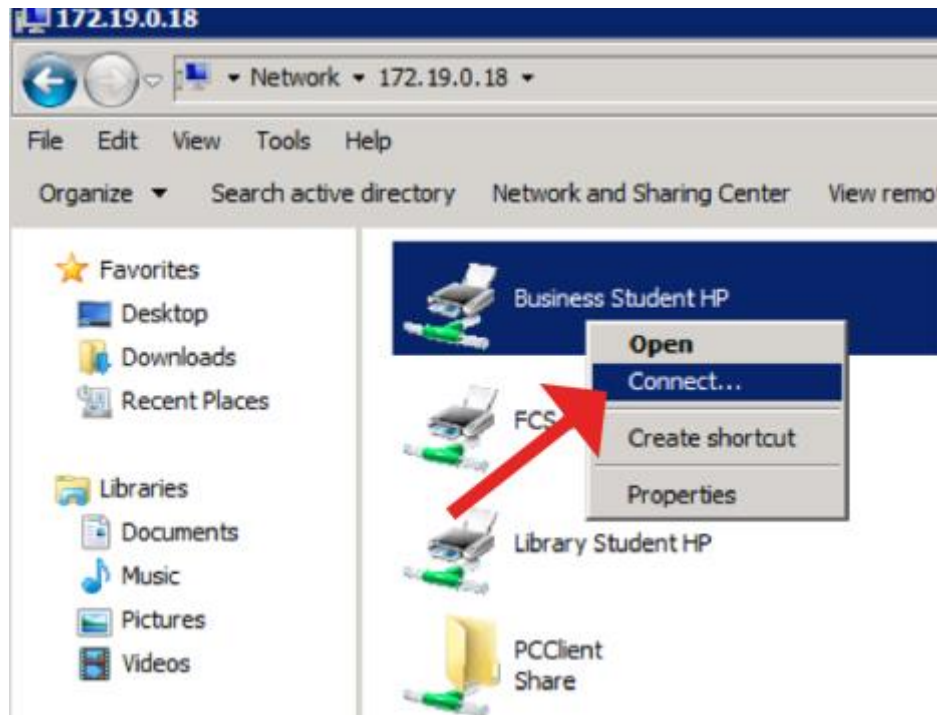 172.19.0.18
Network 172.19.0.18
File Edit View Tools Help
Organize Search active directory Network and Sharing Center View remo
Favorites
Desktop
Downloads
Recent Places
Libraries
Documents
Music
Pictures
Videos
Business Student HP
Open
Connect...
Create shortcut
Properties
FCS
Library Student HP
PCClient
Share